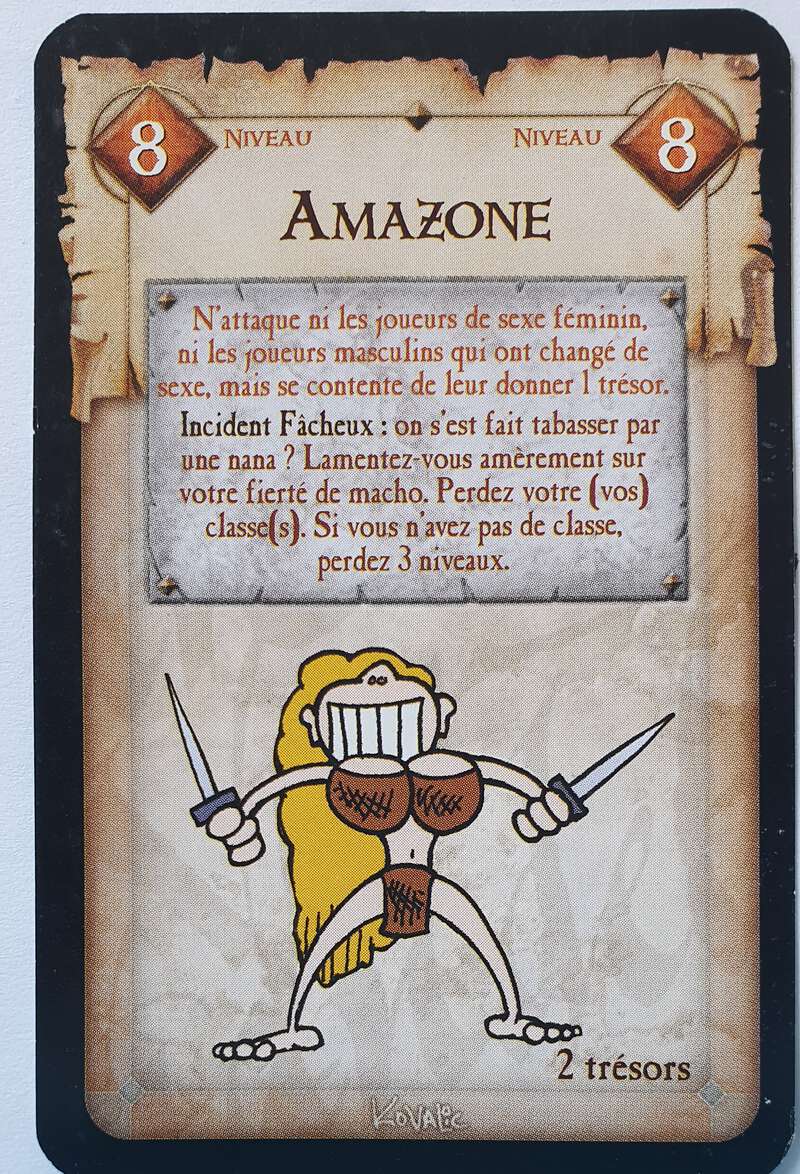 8 Niveau Niveau 8
Amazone
N'attaque ni les joueurs de sexe féminin,
ni les joueurs masculins qui ont changé de
sexe, mais se contente de leur donner 1 trésor.
Incident Fâcheux : on s'est fait tabasser par
une nana ? Lamentez-vous amèrement sur
votre fierté de macho. Perdez votre (vos)
classe(s). Si vous n'avez pas de classe,
perdez 3 niveaux.
2 trésors
Kovalic